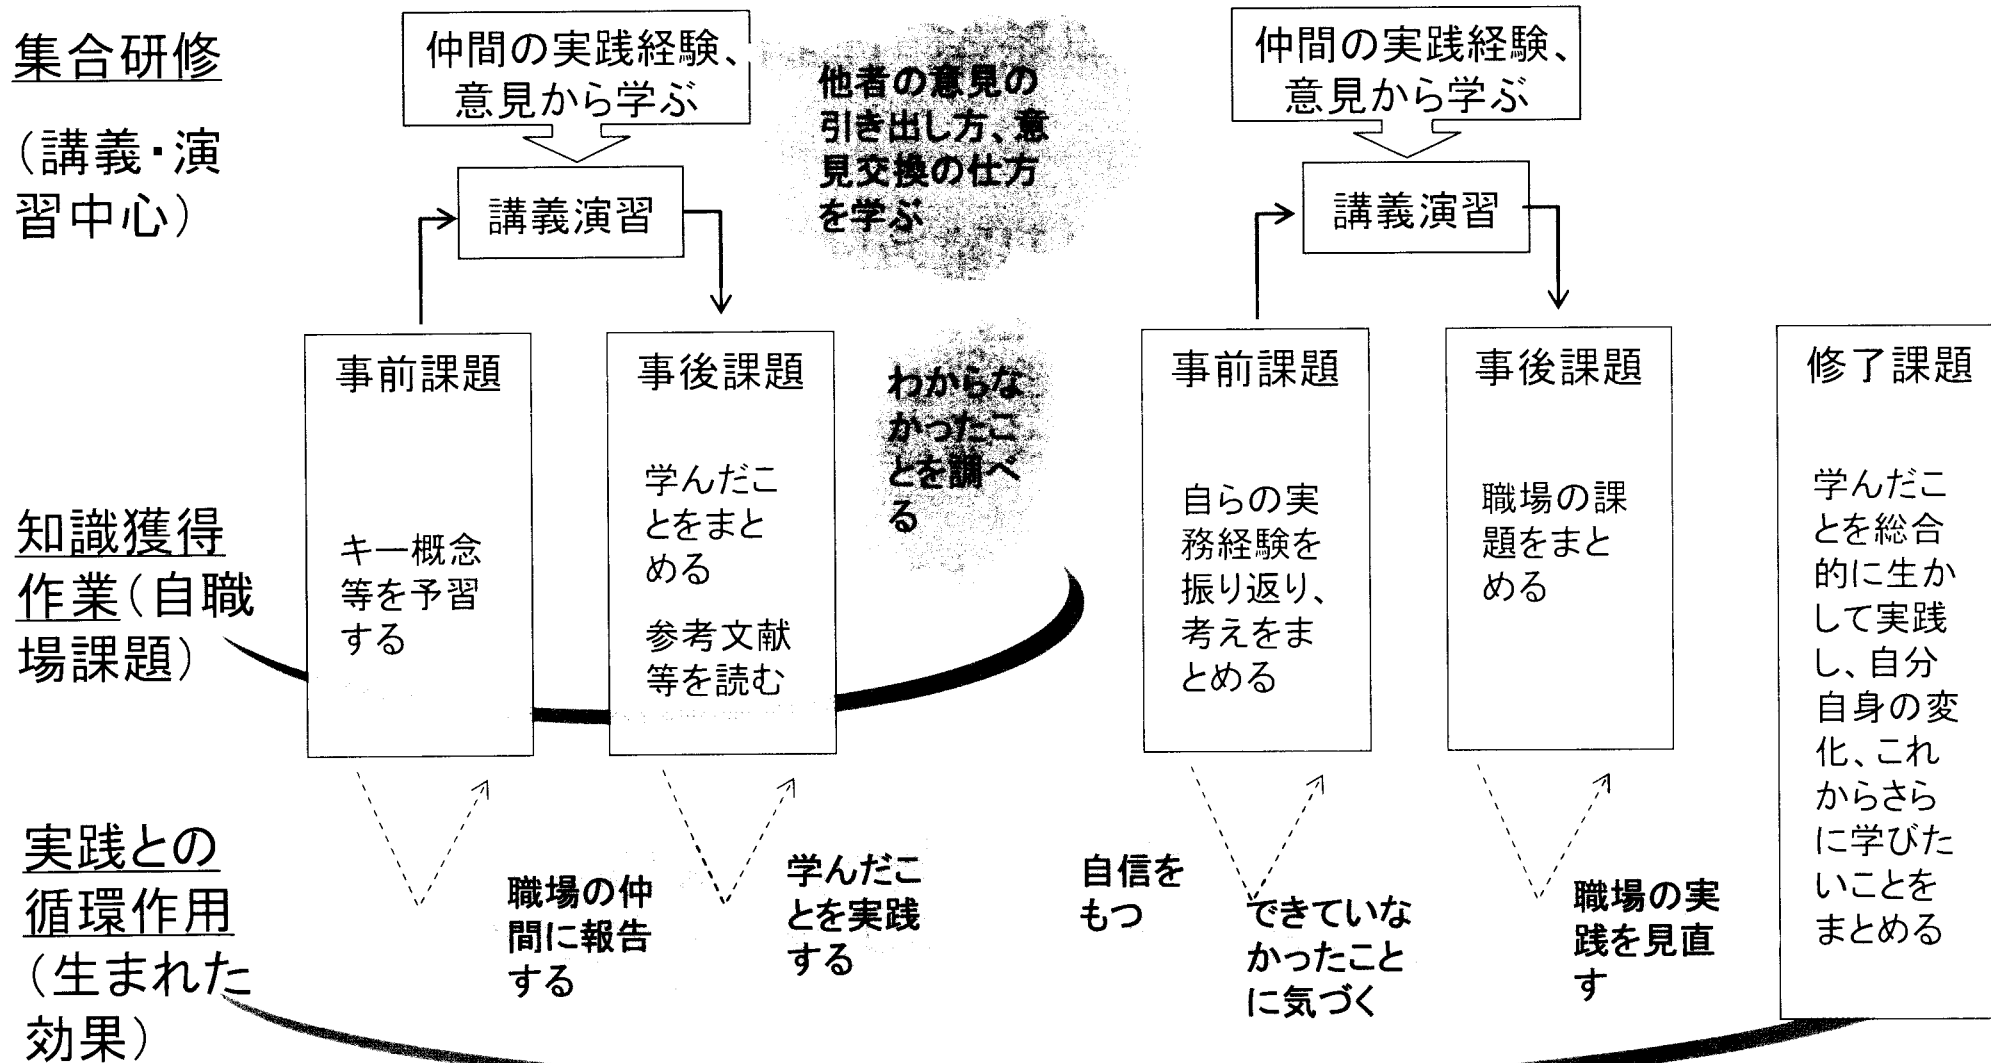 集合研修
（講義・演
習中心）
仲間の実践経験、
意見から学ぶ
講義演習
他者の意見の
引き出し方、意
見交換の仕方
を学ぶ
仲間の実践経験、
意見から学ぶ
講義演習
知識獲得
作業（自職
場課題）
事前課題
キー概念
等を予習
する
事後課題
学んだこ
とをまと
める
参考文献
等を読む
わからな
かったこ
とを調べ
る
事前課題
自らの実
務経験を
振り返り、
考えをま
とめる
事後課題
職場の課
題をまと
める
修了課題
学んだこ
とを総合
的に生か
して実践
し、自分
自身の変
化、これ
からさら
に学びた
いことを
まとめる
実践との
循環作用
（生まれた
効果）
職場の仲
間に報告
する
学んだこ
とを実践
する
自信を
もつ
できていな
かったこと
に気づく
職場の実
践を見直
す